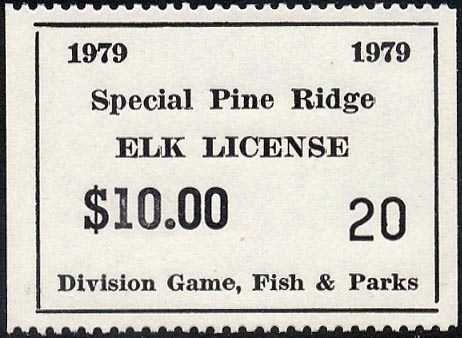 1979 1979
Special Pine Ridge
ELK LICENSE
$10.00 20
Division Game, Fish & Parks